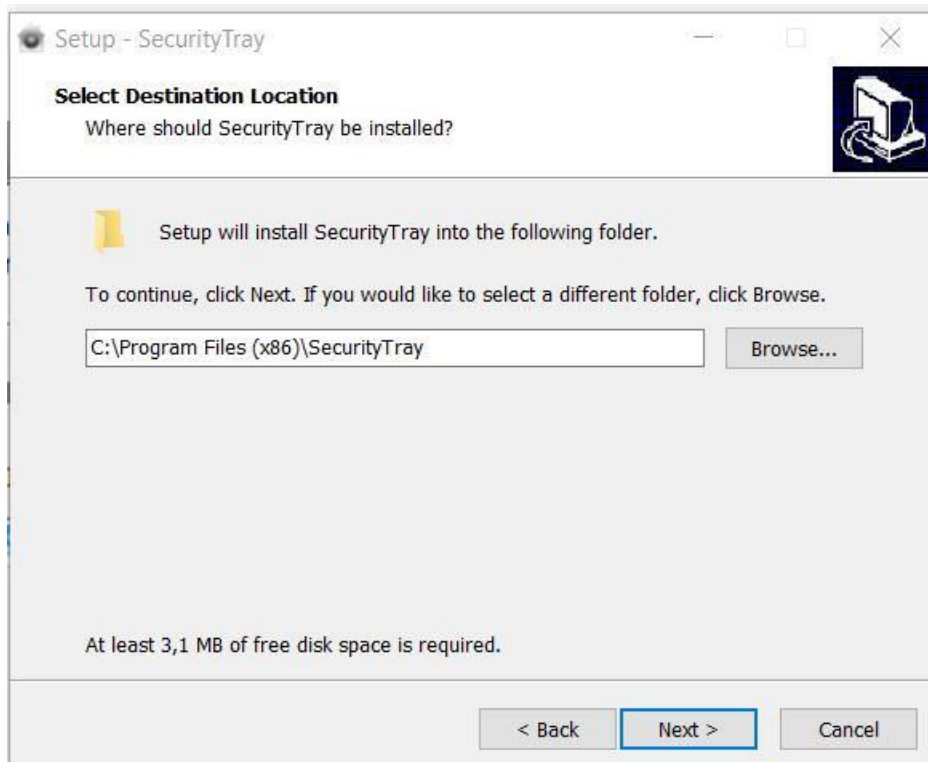 Setup - SecurityTray
Select Destination Location
Where should SecurityTray be installed?
Setup will install SecurityTray into the following folder.
To continue, click Next. If you would like to select a different folder, click Browse.
C:\Program Files (x86)\SecurityTray
Browse...
At least 3,1 MB of free disk space is required.
< Back
Next >
Cancel